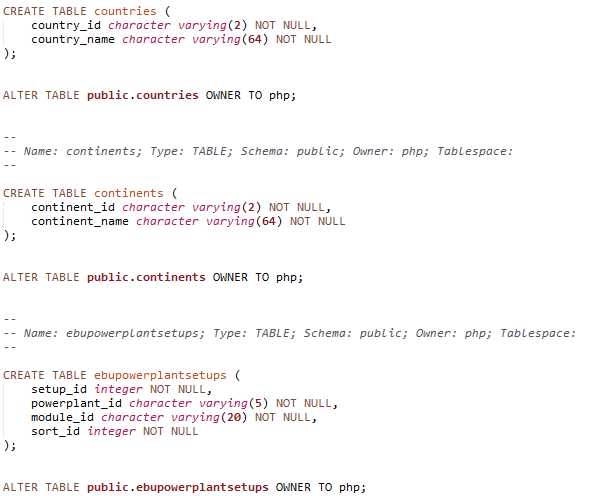 CREATE TABLE countries (
country_id character varying(2) NOT NULL,
country_name character varying(64) NOT NULL
);
ALTER TABLE public.countries OWNER TO php;
--
-- Name: continents; Type: TABLE; Schema: public; Owner: php; Tablespace:
--
CREATE TABLE continents (
continent_id character varying(2) NOT NULL,
continent_name character varying(64) NOT NULL
);
ALTER TABLE public.continents OWNER TO php;
--
-- Name: ebupowerplantsetups; Type: TABLE; Schema: public; Owner: php; Tablespace:
--
CREATE TABLE ebupowerplantsetups (
setup_id integer NOT NULL,
powerplant_id character varying(5) NOT NULL,
module_id character varying(20) NOT NULL,
sort_id integer NOT NULL
);
ALTER TABLE public.ebupowerplantsetups OWNER TO php;